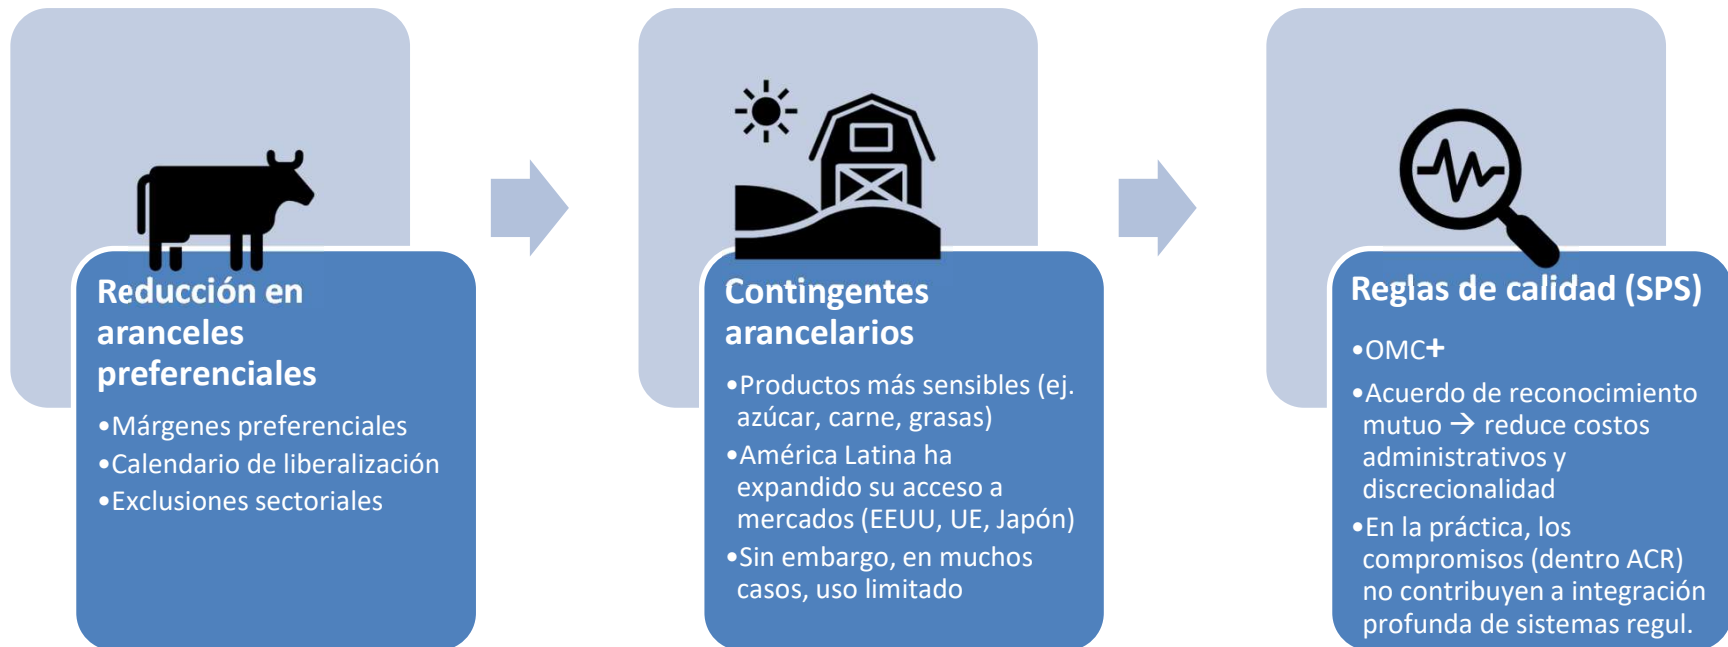 Reducción en
aranceles
preferenciales
•Márgenes preferenciales
•Calendario de liberalización
•Exclusiones sectoriales
Contingentes
arancelarios
•Productos más sensibles (ej.
azúcar, carne, grasas)
•América Latina ha
expandido su acceso a
mercados (EEUU, UE, Japón)
•Sin embargo, en muchos
casos, uso limitado
Reglas de calidad (SPS)
•OMC+
•Acuerdo de reconocimiento
mutuo → reduce costos
administrativos y
discrecionalidad
•En la práctica, los
compromisos (dentro ACR)
no contribuyen a integración
profunda de sistemas regul.